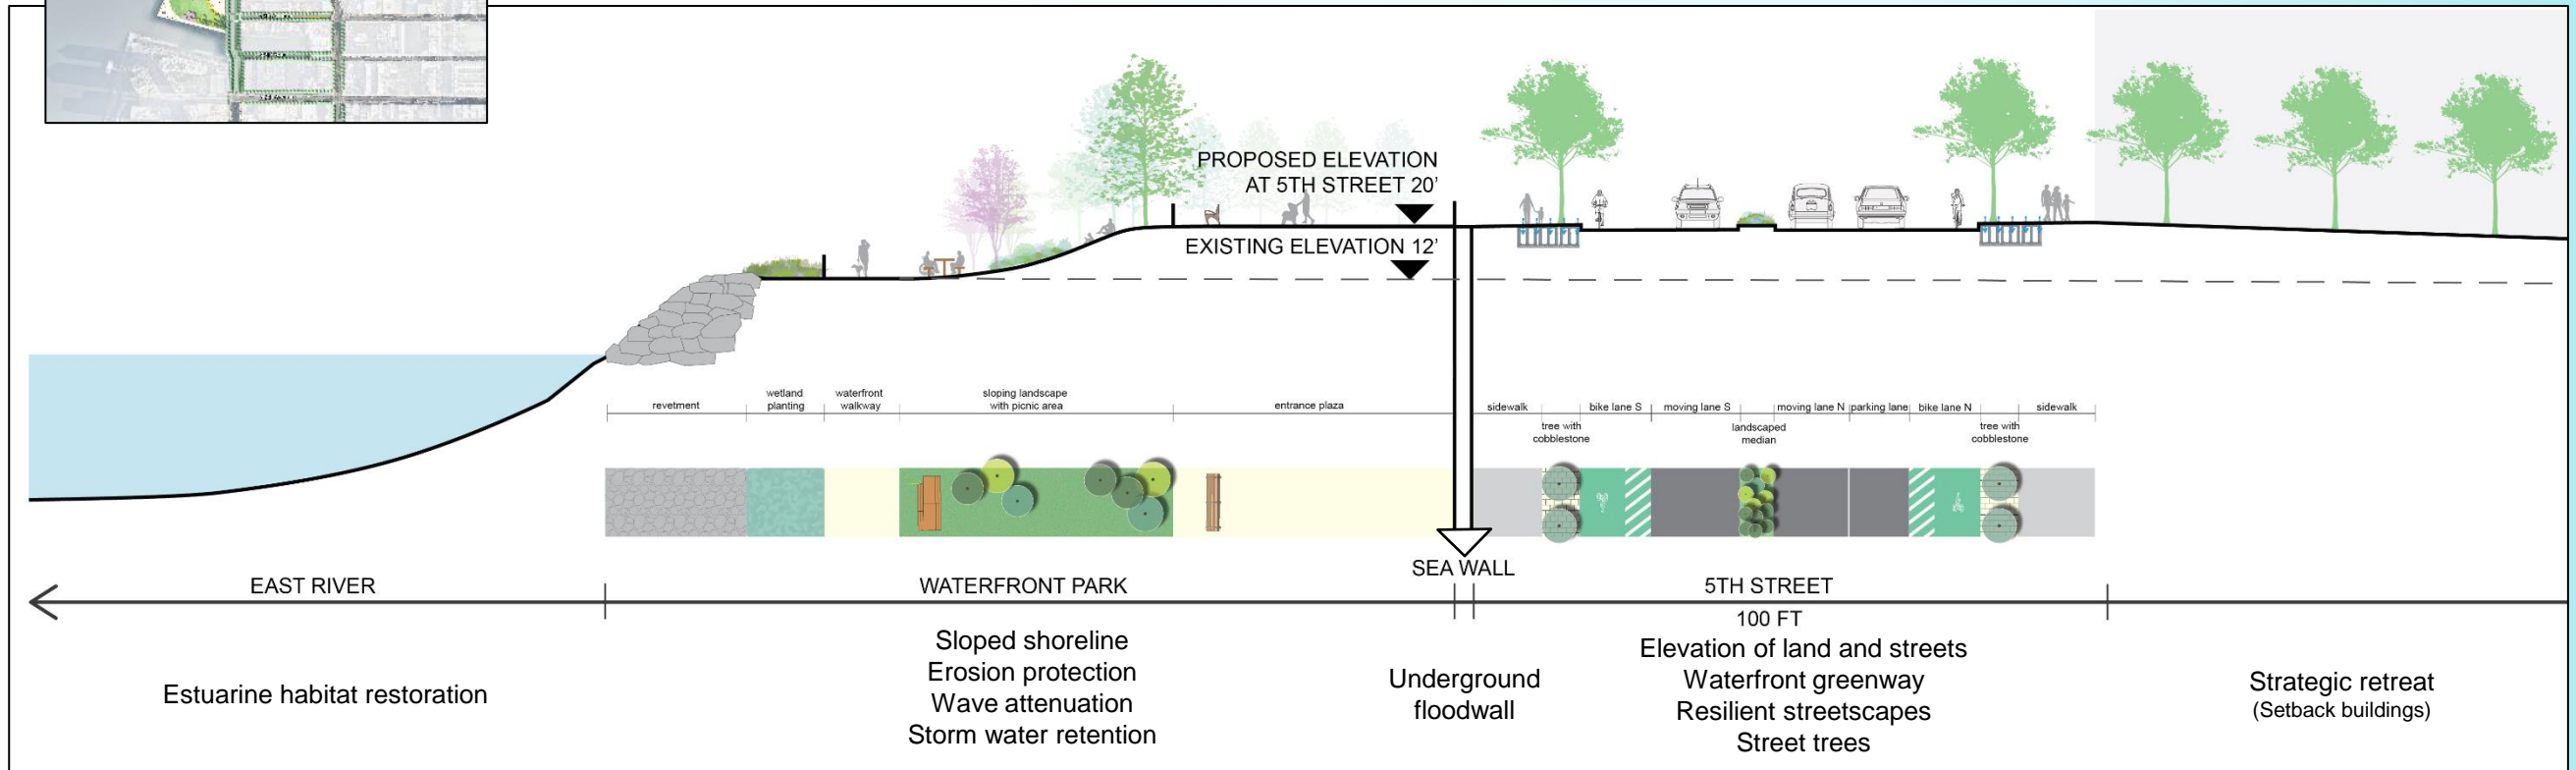 PROPOSED ELEVATION
AT 5TH STREET 20'
EXISTING ELEVATION 12'
revetment
wetland
planting
waterfront
walkway
sloping landscape
with picnic area
entrance plaza
sidewalk
tree with
cobblestone
bike lane S
moving lane S
landscaped
median
moving lane N
parking lane
bike lane N
tree with
cobblestone
sidewalk
SEA WALL
EAST RIVER
WATERFRONT PARK
5TH STREET
100 FT
Estuarine habitat restoration
Sloped shoreline
Erosion protection
Wave attenuation
Storm water retention
Underground
floodwall
Elevation of land and streets
Waterfront greenway
Resilient streetscapes
Street trees
Strategic retreat
(Setback buildings)